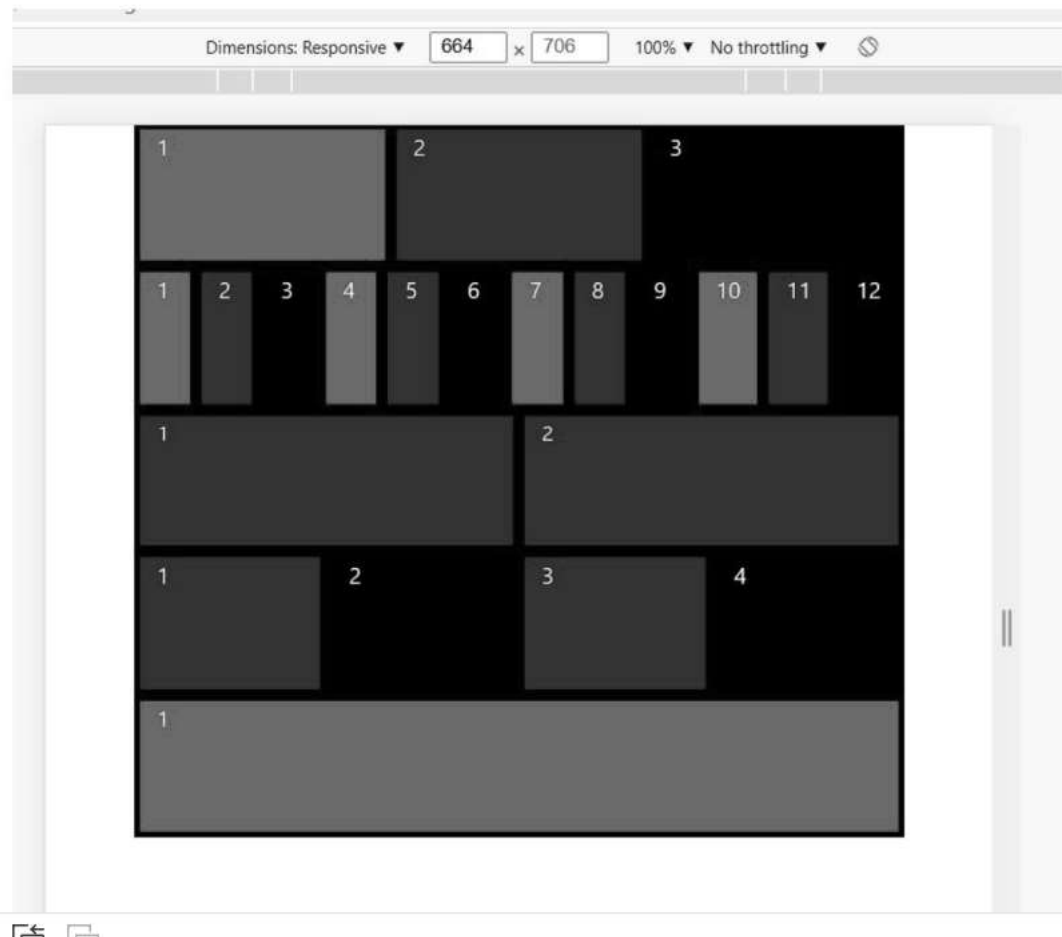 Dimensions: Responsive ▼ 664 × 706 100% ▼ No throttling ▼
1 2 3
1 2 3 4 5 6 7 8 9 10 11 12
1 2
1 2 3 4
1